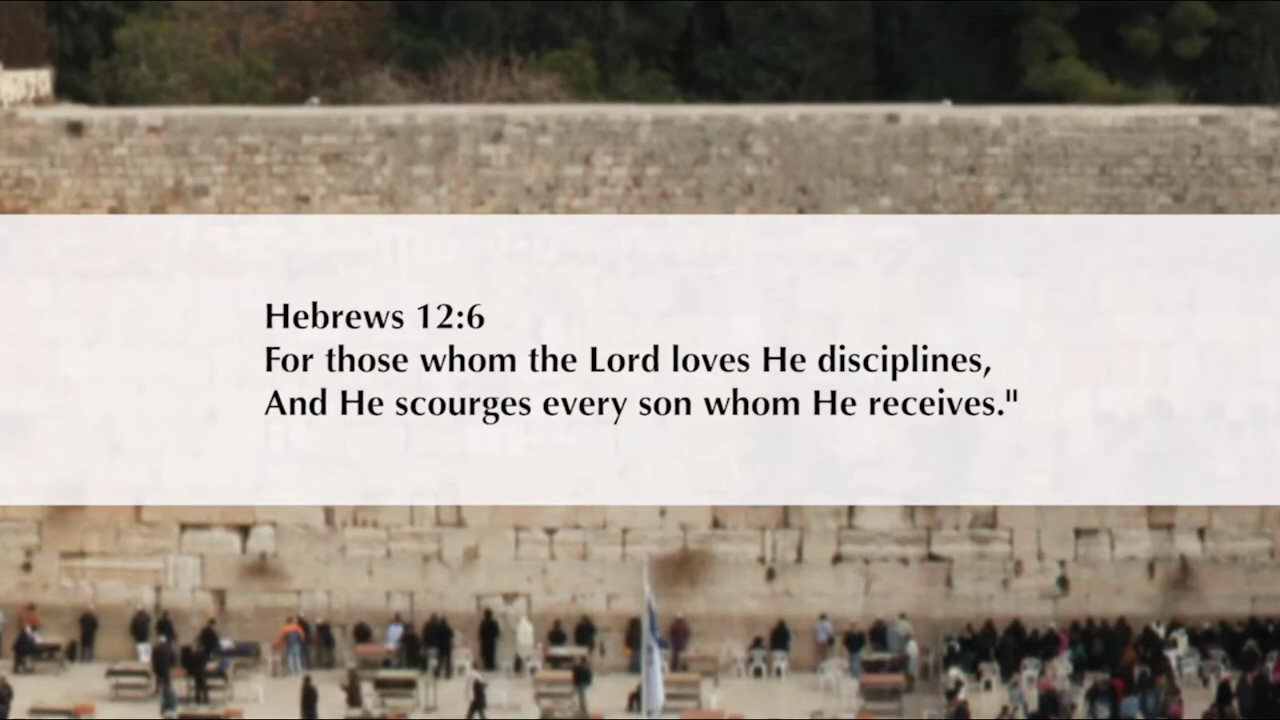 Hebrews 12:6
For those whom the Lord loves He disciplines,
And He scourges every son whom He receives."